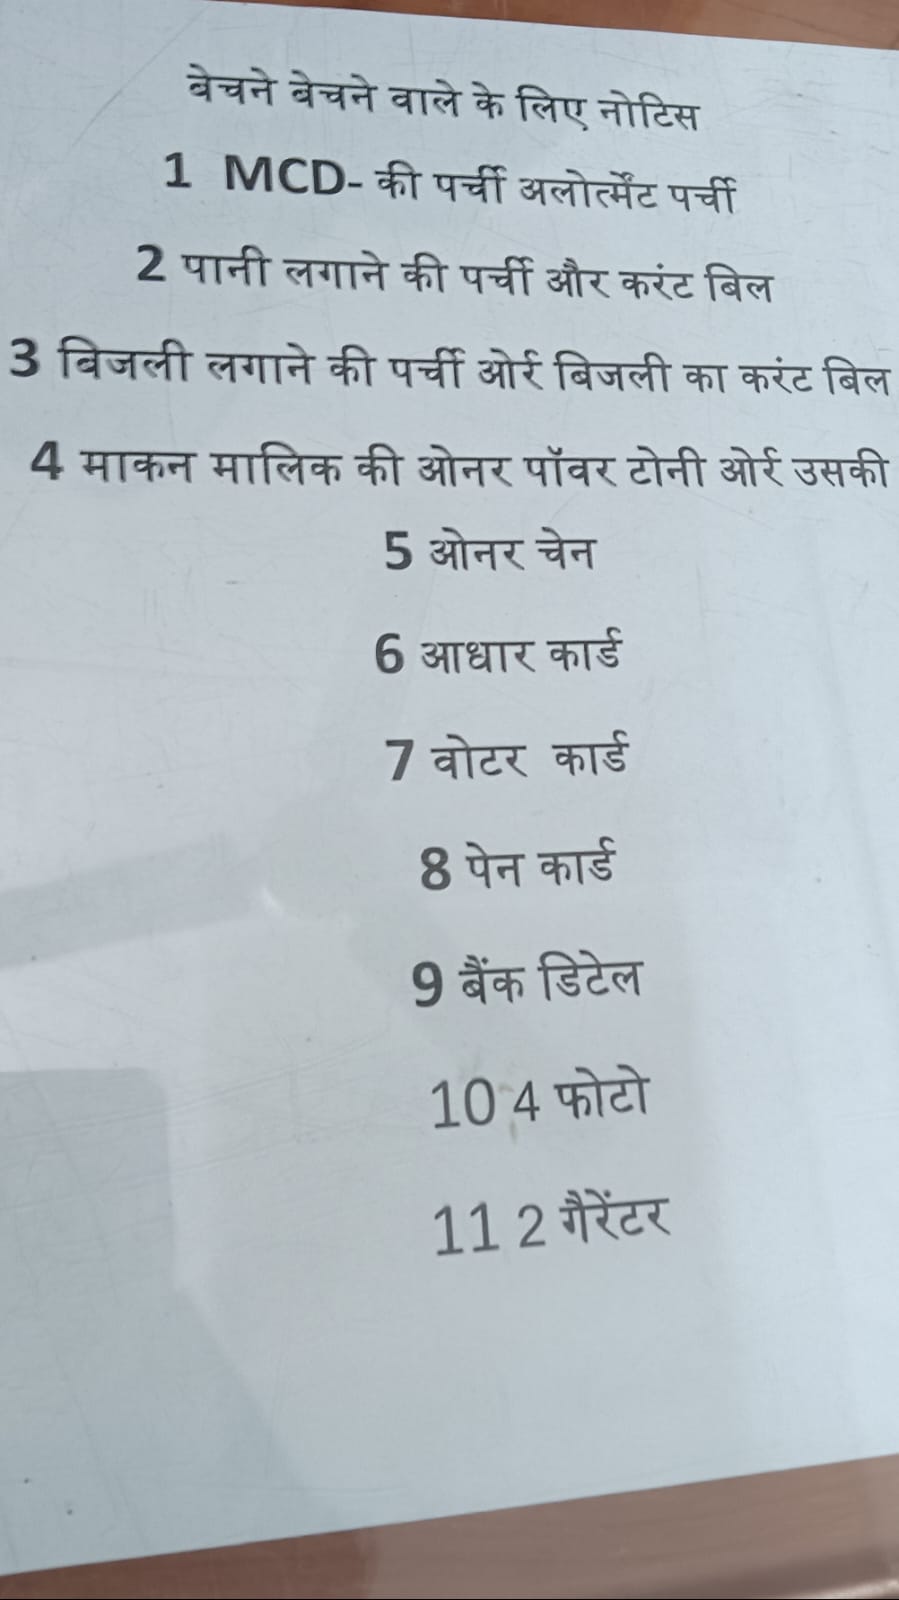 बेचने बेचने वाले के लिए नोटिस
1 MCD- की पर्ची अलोर्त्मेंट पर्ची
2 पानी लगाने की पर्ची और करंट बिल
3 बिजली लगाने की पर्ची ओर्र बिजली का करंट बिल
4 माकन मालिक की ओनर पॉवर टोनी ओर्र उसकी
5 ओनर चेन
6 आधार कार्ड
7 वोटर कार्ड
8 पेन कार्ड
9 बैंक डिटेल
10 4 फोटो
11 2 गैरेंटर